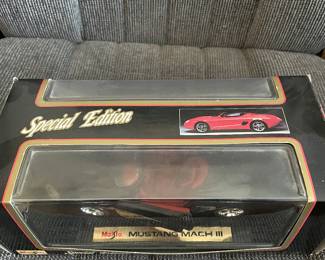 Special Edition
Maisto MUSTANG MACH III